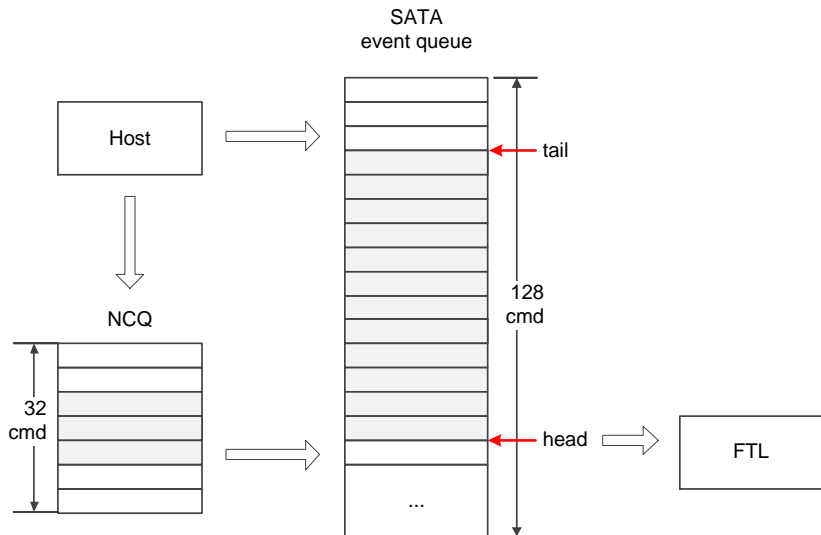 SATA
event queue
Host
tail
128
cmd
NCQ
32
cmd
head
FTL
...